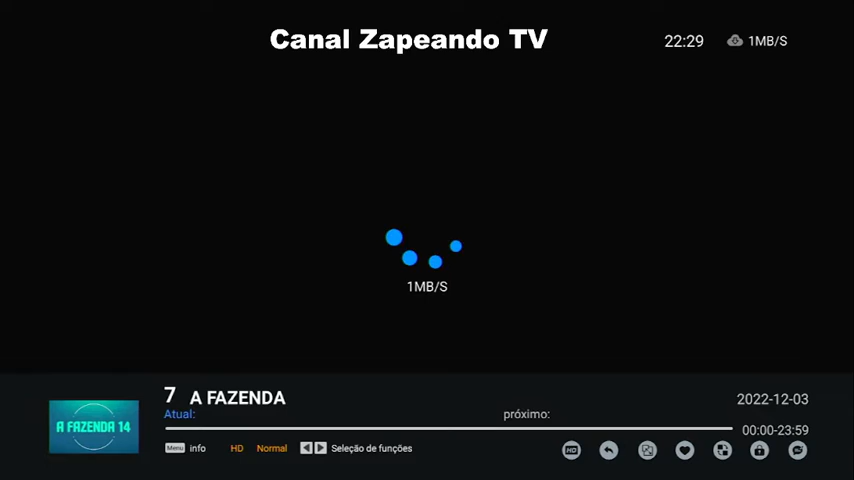 Canal Zapeando TV
22:29
1MB/S
1MB/S
7 A FAZENDA
2022-12-03
Atual:
próximo:
A FAZENDA 14
00:00-23:59
Menu info HD Normal Seleção de funções
HD